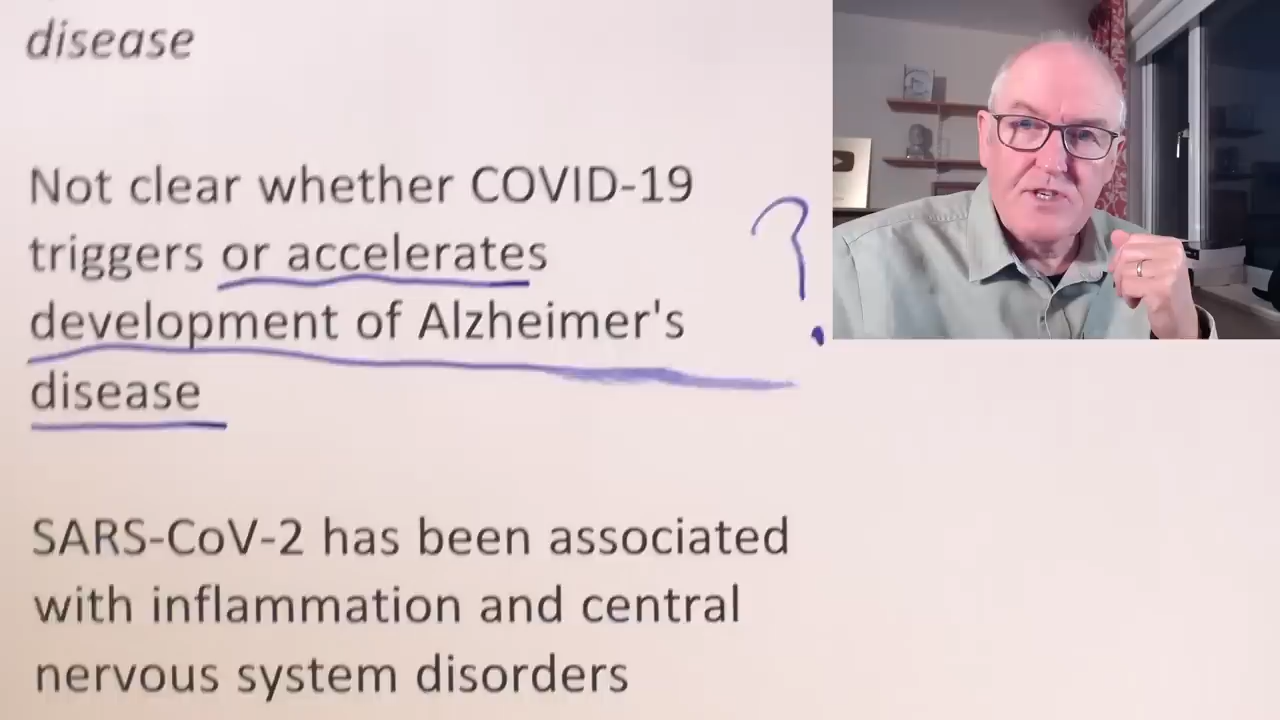 disease
Not clear whether COVID-19
triggers or accelerates
development of Alzheimer's
disease
?
SARS-CoV-2 has been associated
with inflammation and central
nervous system disorders